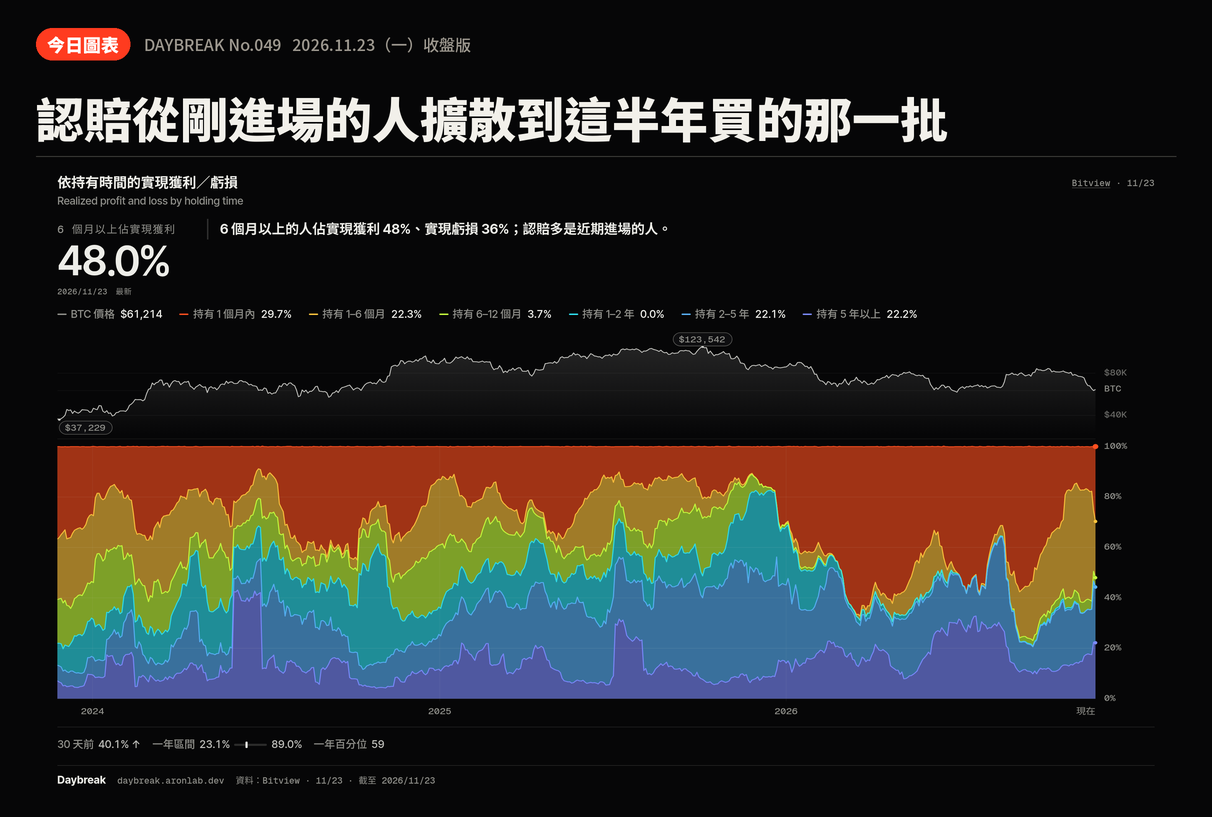 今日圖表 DAYBREAK No.049 2026.11.23（一）收盤版
認賠從剛進場的人擴散到這半年買的那一批
依持有時間的實現獲利／虧損
Bitview · 11/23
Realized profit and loss by holding time
6 個月以上佔實現獲利
6 個月以上的人佔實現獲利 48%、實現虧損 36%；認賠多是近期進場的人。
48.0%
2026/11/23 最新
BTC 價格 $61,214 持有 1 個月內 29.7% 持有 1–6 個月 22.3% 持有 6–12 個月 3.7% 持有 1–2 年 0.0% 持有 2–5 年 22.1% 持有 5 年以上 22.2%
$123,542
$80K
BTC
$40K
$37,229
100%
80%
60%
40%
20%
0%
2024 2025 2026 現在
30 天前 40.1% ↑ 一年區間 23.1% 89.0% 一年百分位 59
Daybreak daybreak.aronlab.dev 資料：Bitview · 11/23 · 截至 2026/11/23